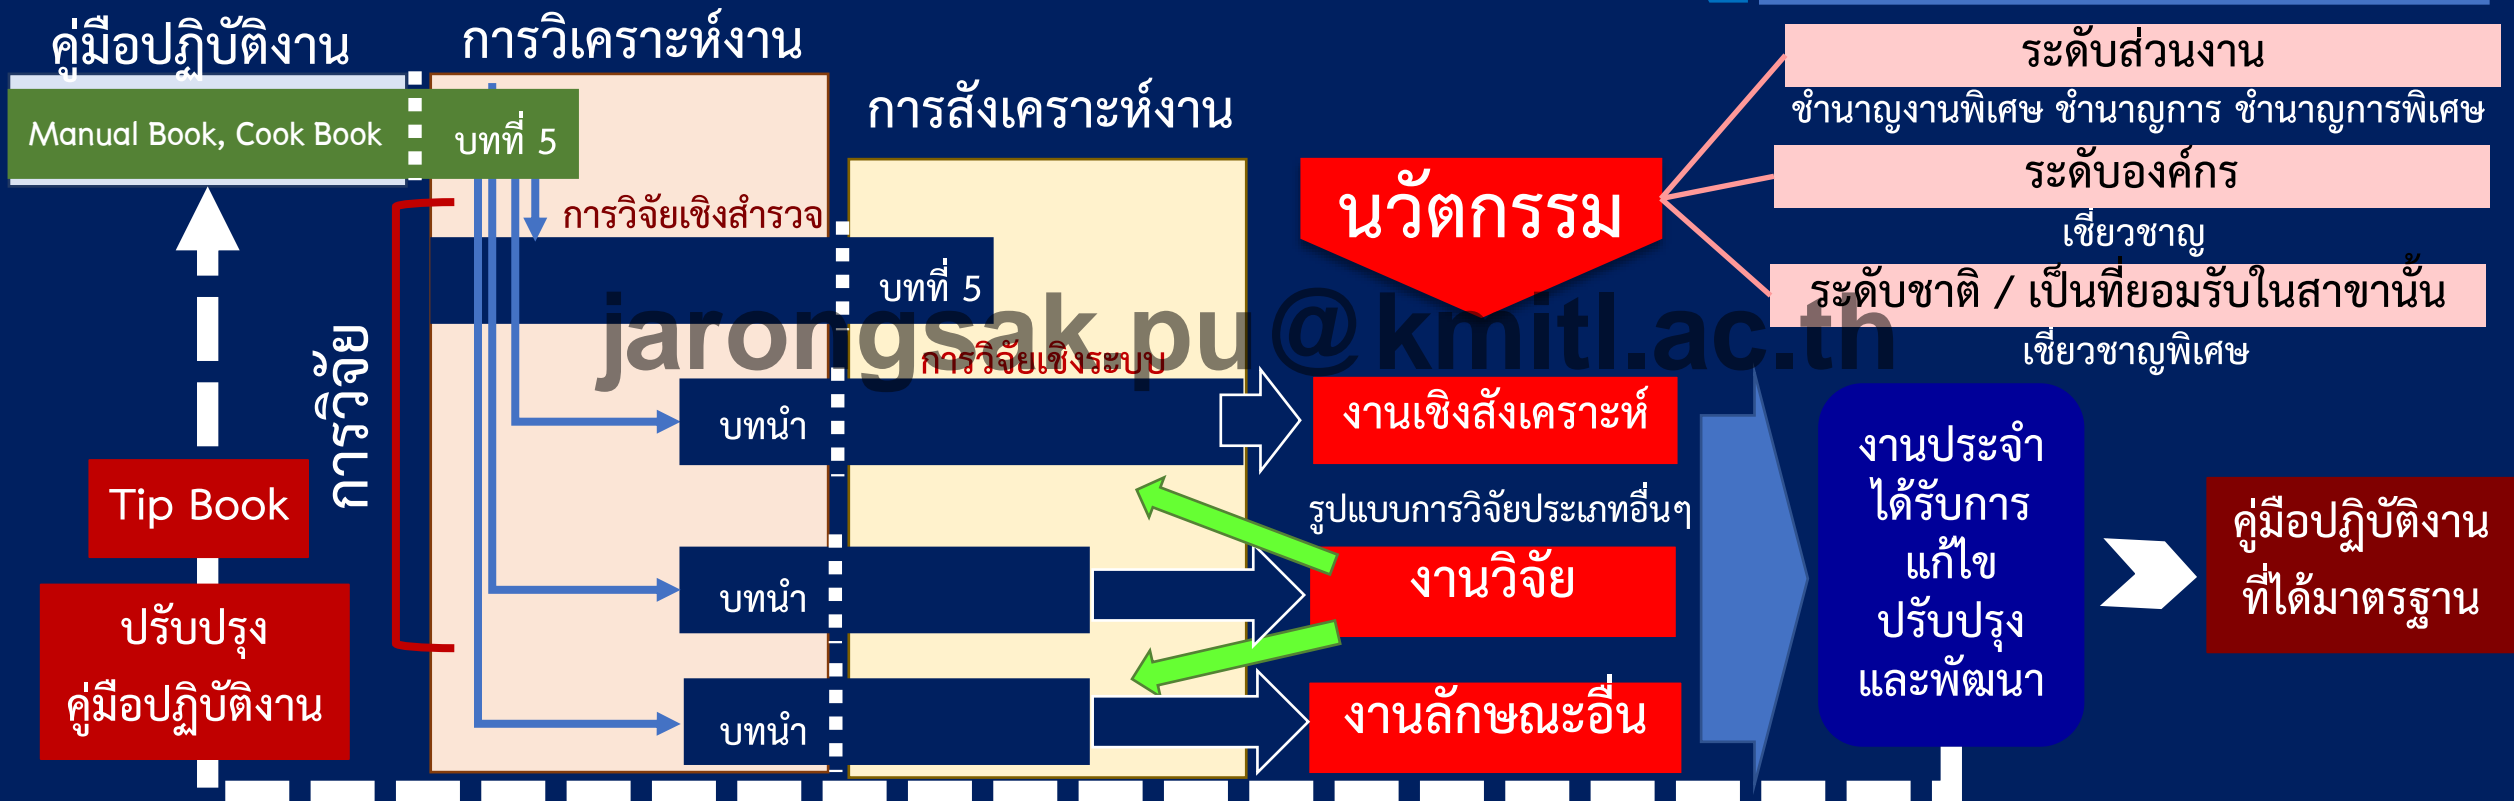 คู่มือปฏิบัติงาน
การวิเคราะห์งาน
การสังเคราะห์งาน
Manual Book, Cook Book
บทที่ 5
การวิจัยเชิงสำรวจ
บทที่ 5
การวิจัยเชิงระบบ
การวิจัย
บทนำ
บทนำ
บทนำ
Tip Book
ปรับปรุง
คู่มือปฏิบัติงาน
นวัตกรรม
ระดับส่วนงาน
ชำนาญงานพิเศษ ชำนาญการ ชำนาญการพิเศษ
ระดับองค์กร
เชี่ยวชาญ
ระดับชาติ / เป็นที่ยอมรับในสาขานั้น
เชี่ยวชาญพิเศษ
jarongsak.pu@kmitl.ac.th
งานเชิงสังเคราะห์
รูปแบบการวิจัยประเภทอื่นๆ
งานวิจัย
งานลักษณะอื่น
งานประจำ
ได้รับการ
แก้ไข
ปรับปรุง
และพัฒนา
คู่มือปฏิบัติงาน
ที่ได้มาตรฐาน